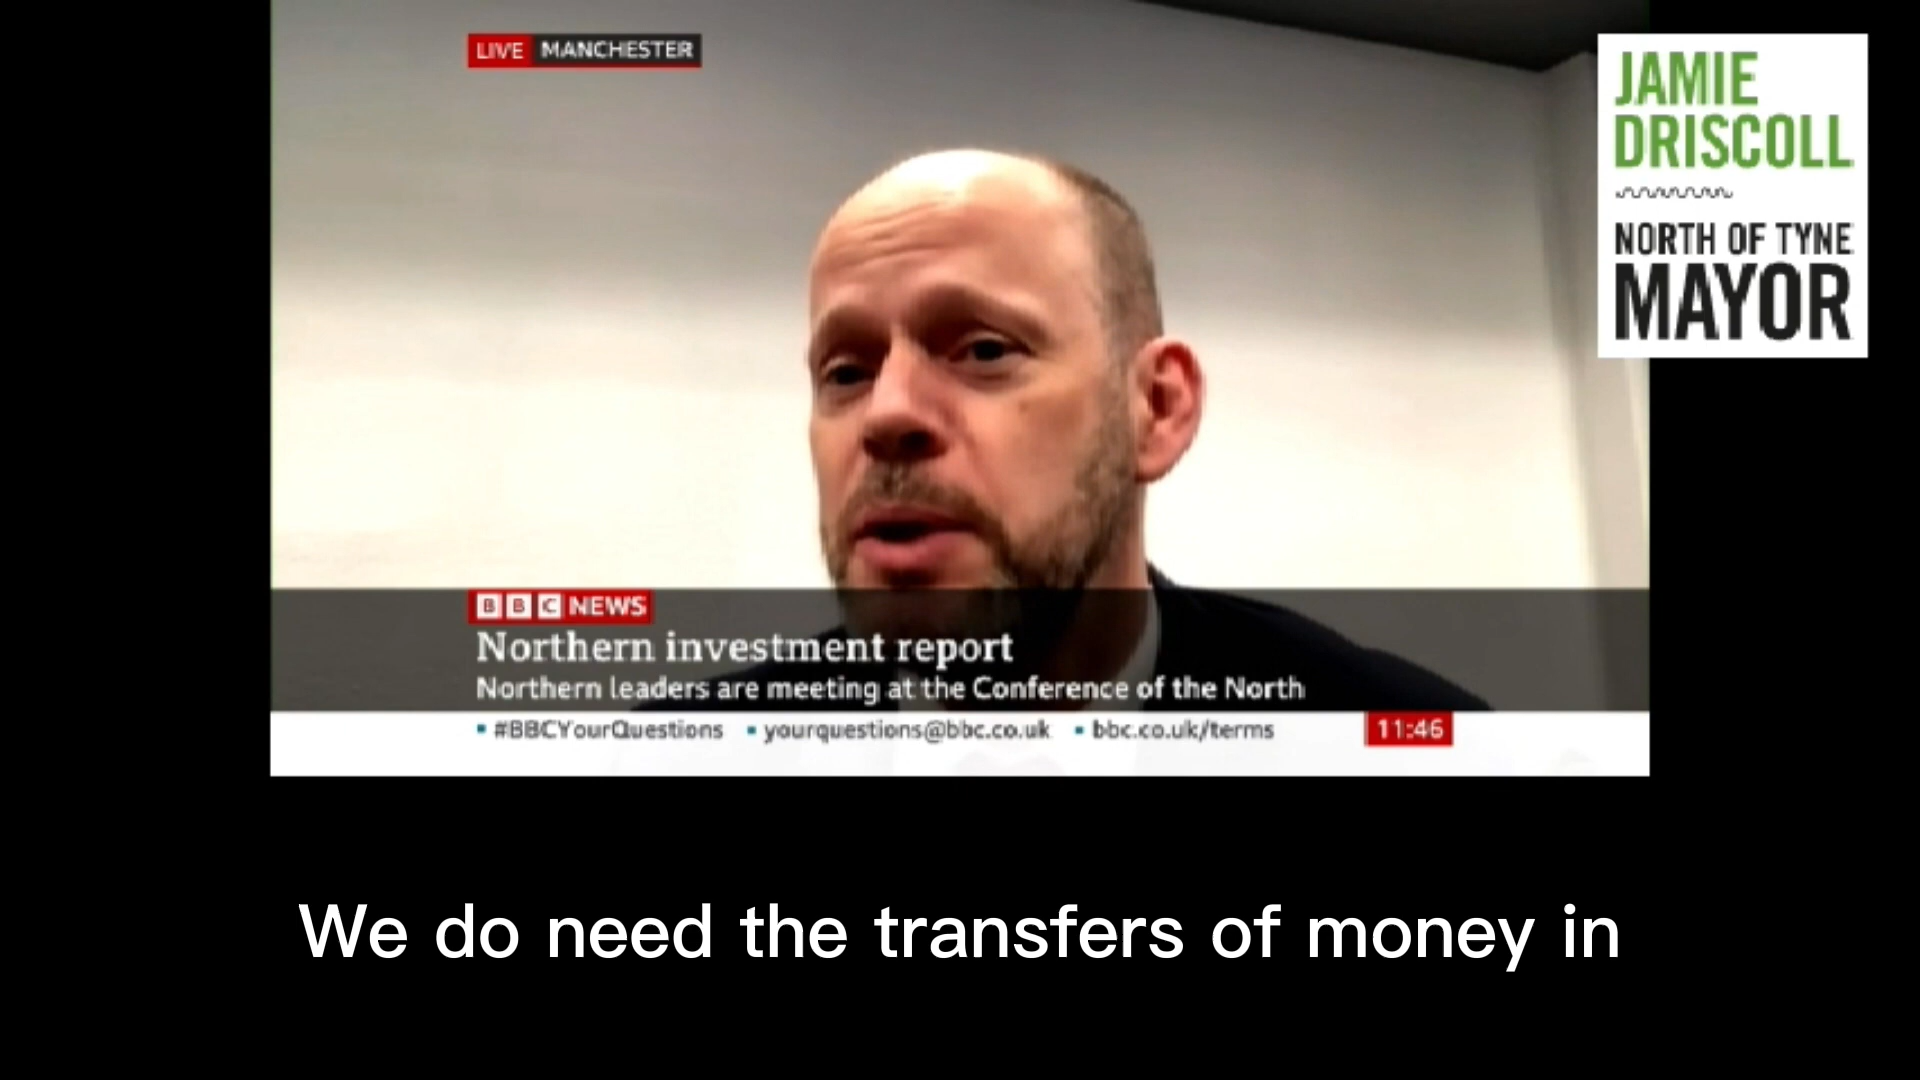 LIVE MANCHESTER
JAMIE
DRISCOLL
NORTH OF TYNE
MAYOR
BBC NEWS
Northern investment report
Northern leaders are meeting at the Conference of the North
#BBCYourQuestions yourquestions@bbc.co.uk bbc.co.uk/terms 11:46
We do need the transfers of money in